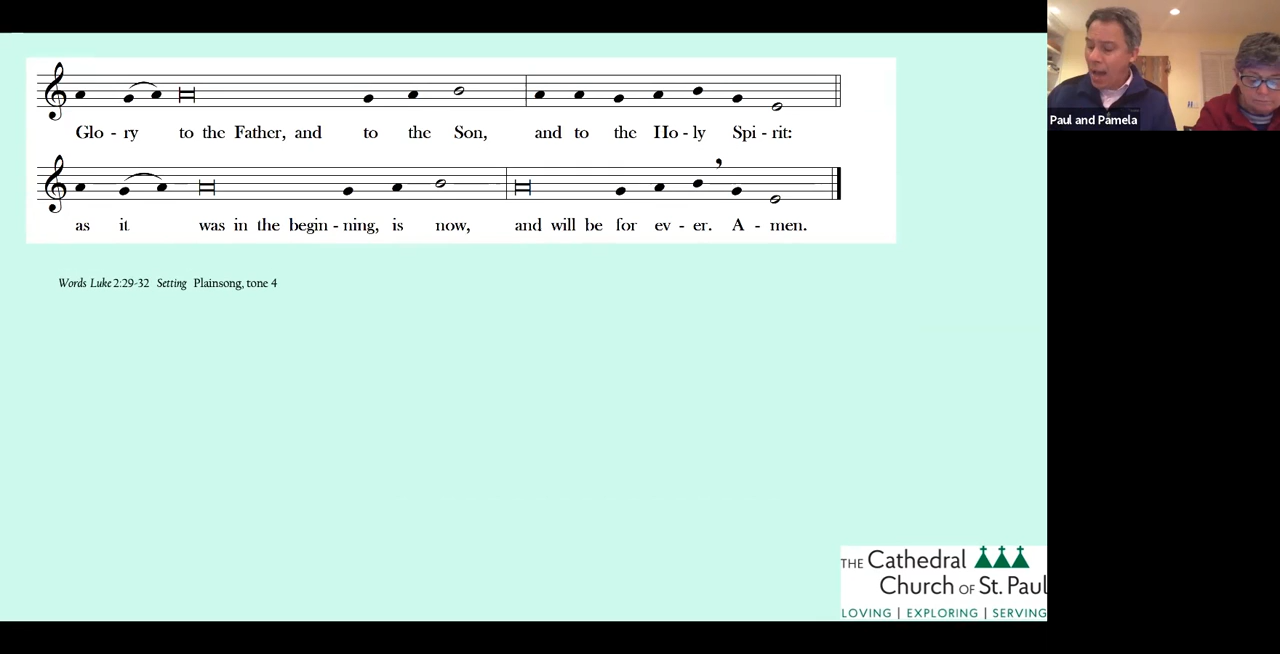 Glo - ry to the Father, and to the Son, and to the Ho - ly Spi - rit:
as it was in the begin - ning, is now, and will be for ev - er. A - men.
Words Luke 2:29-32 Setting Plainsong, tone 4
Paul and Pamela
THE Cathedral
Church OF St. Paul
LOVING | EXPLORING | SERVING